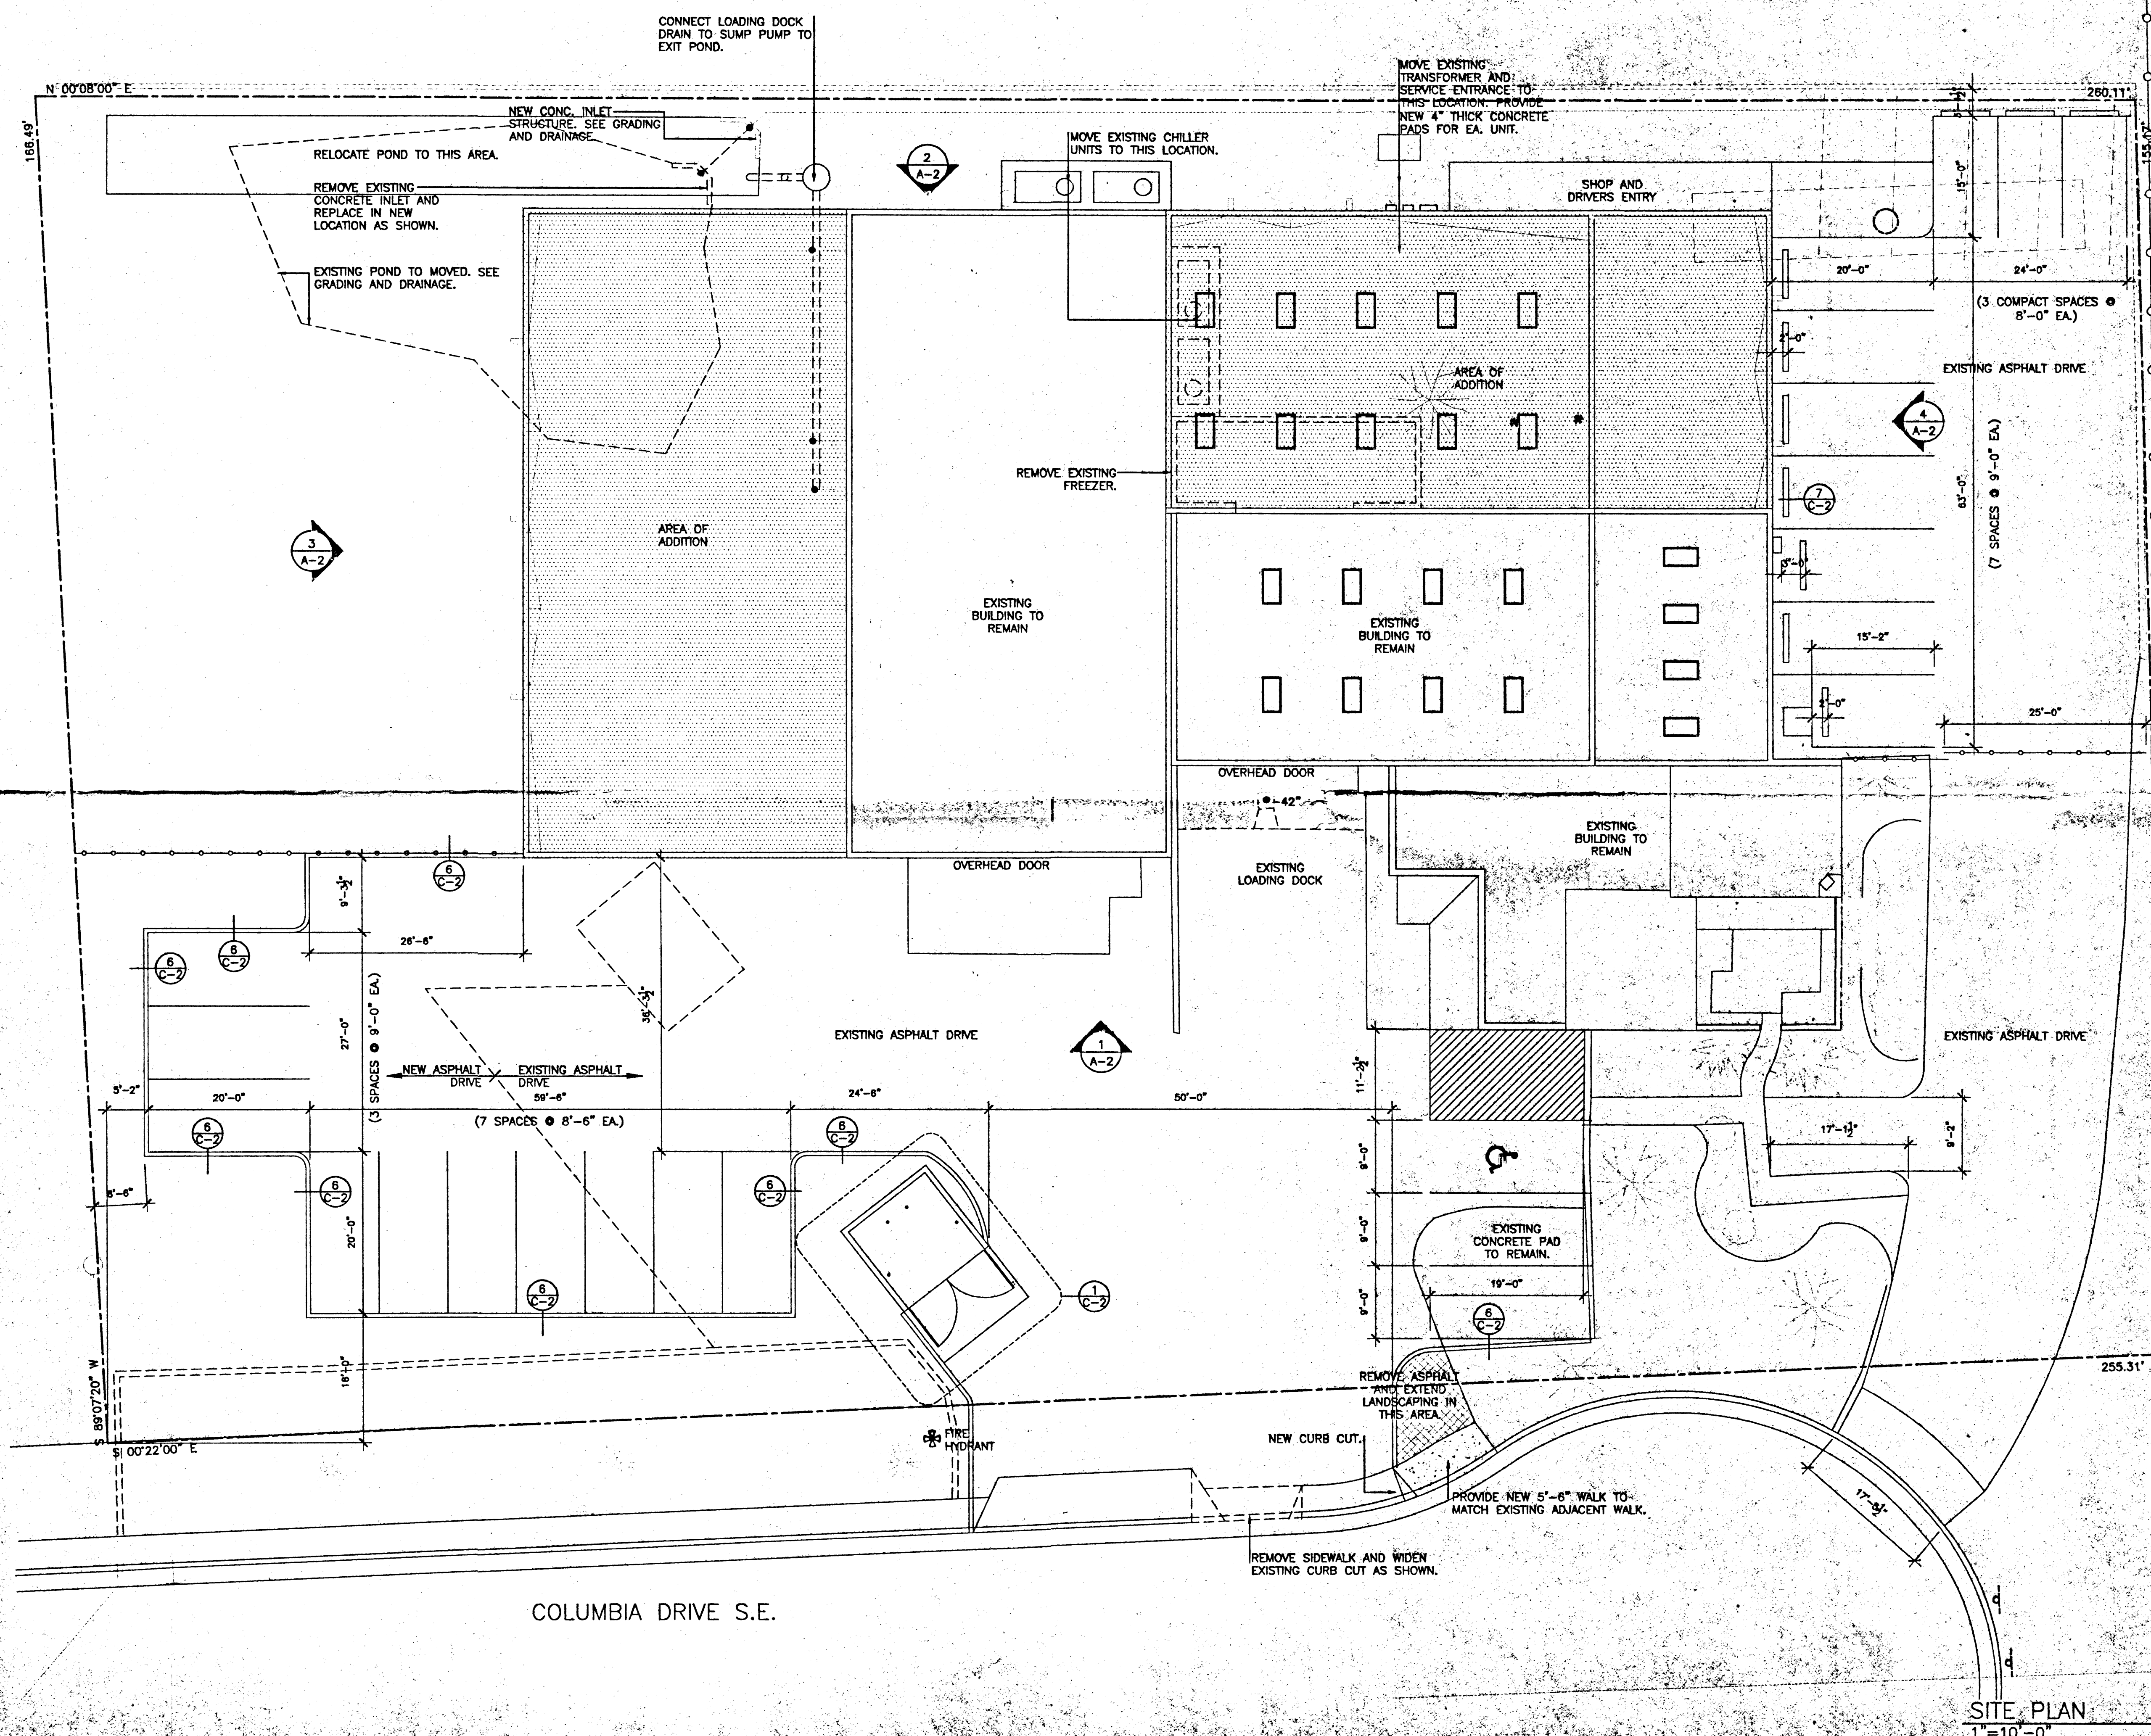 CONNECT LOADING DOCK
DRAIN TO SUMP PUMP TO
EXIT POND.
MOVE EXISTING
TRANSFORMER AND
SERVICE ENTRANCE TO
THIS LOCATION. PROVIDE
NEW 4" THICK CONCRETE
PADS FOR EA. UNIT.
N 00°08'00" E
260.11'
166.49'
NEW CONC. INLET
STRUCTURE. SEE GRADING
AND DRAINAGE
RELOCATE POND TO THIS AREA.
REMOVE EXISTING
CONCRETE INLET AND
REPLACE IN NEW
LOCATION AS SHOWN.
EXISTING POND TO MOVED. SEE
GRADING AND DRAINAGE.
2
A-2
MOVE EXISTING CHILLER
UNITS TO THIS LOCATION.
SHOP AND
DRIVERS ENTRY
15'-0"
20'-0"
24'-0"
(3 COMPACT SPACES @
8'-0" EA.)
2'-0"
EXISTING ASPHALT DRIVE
AREA OF
ADDITION
4
A-2
63'-0"
(7 SPACES @ 9'-0" EA.)
REMOVE EXISTING
FREEZER.
7
C-2
AREA OF
ADDITION
3
A-2
3'-0"
EXISTING
BUILDING TO
REMAIN
EXISTING
BUILDING TO
REMAIN
15'-2"
2'-0"
25'-0"
OVERHEAD DOOR
-42"
EXISTING
BUILDING TO
REMAIN
OVERHEAD DOOR
EXISTING
LOADING DOCK
6
C-2
9'-3½"
6
C-2
6
C-2
26'-6"
27'-0"
(3 SPACES @ 9'-0" EA.)
36'-3½"
EXISTING ASPHALT DRIVE
1
A-2
EXISTING ASPHALT DRIVE
NEW ASPHALT
DRIVE
EXISTING ASPHALT
DRIVE
5'-2"
20'-0"
59'-6"
(7 SPACES @ 8'-6" EA.)
24'-6"
50'-0"
11'-2½"
6
C-2
6
C-2
17'-1½"
9'-2"
9'-0"
6
C-2
6
C-2
20'-0"
9'-0"
EXISTING
CONCRETE PAD
TO REMAIN.
19'-0"
6
C-2
1
C-2
9'-0"
6
C-2
16'-0"
255.31'
REMOVE ASPHALT
AND EXTEND
LANDSCAPING IN
THIS AREA.
S 89°07'20" W
S 00°22'00" E
FIRE
HYDRANT
NEW CURB CUT.
PROVIDE NEW 5'-6" WALK TO
MATCH EXISTING ADJACENT WALK.
REMOVE SIDEWALK AND WIDEN
EXISTING CURB CUT AS SHOWN.
COLUMBIA DRIVE S.E.
SITE PLAN
1"=10'-0"